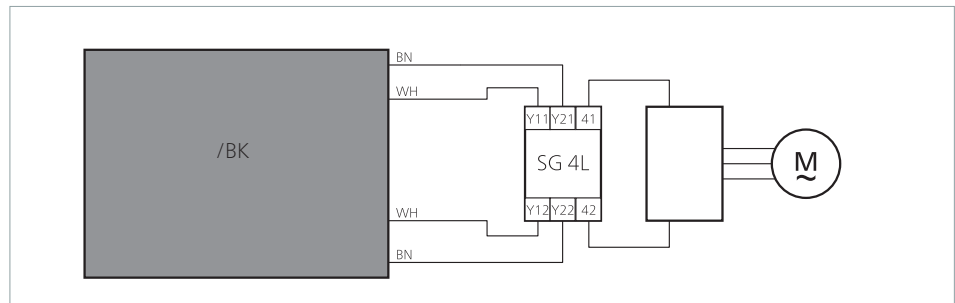 BN
WH
Y11 Y21 41
/BK
SG 4L
M
~
WH
Y12 Y22 42
BN